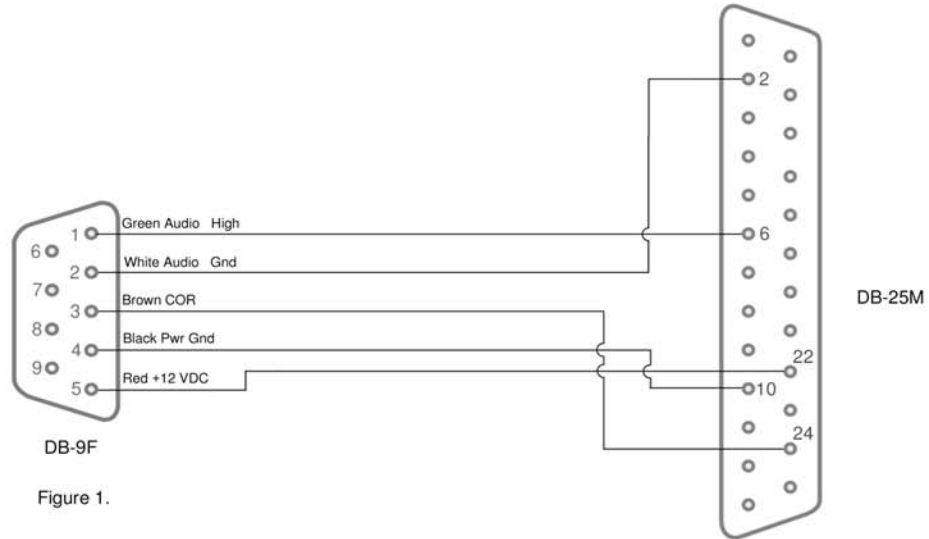 2
Green Audio High
1
6
6
White Audio Gnd
2
7
Brown COR
3
DB-25M
8
Black Pwr Gnd
4
22
9
Red +12 VDC
5
10
24
DB-9F
Figure 1.